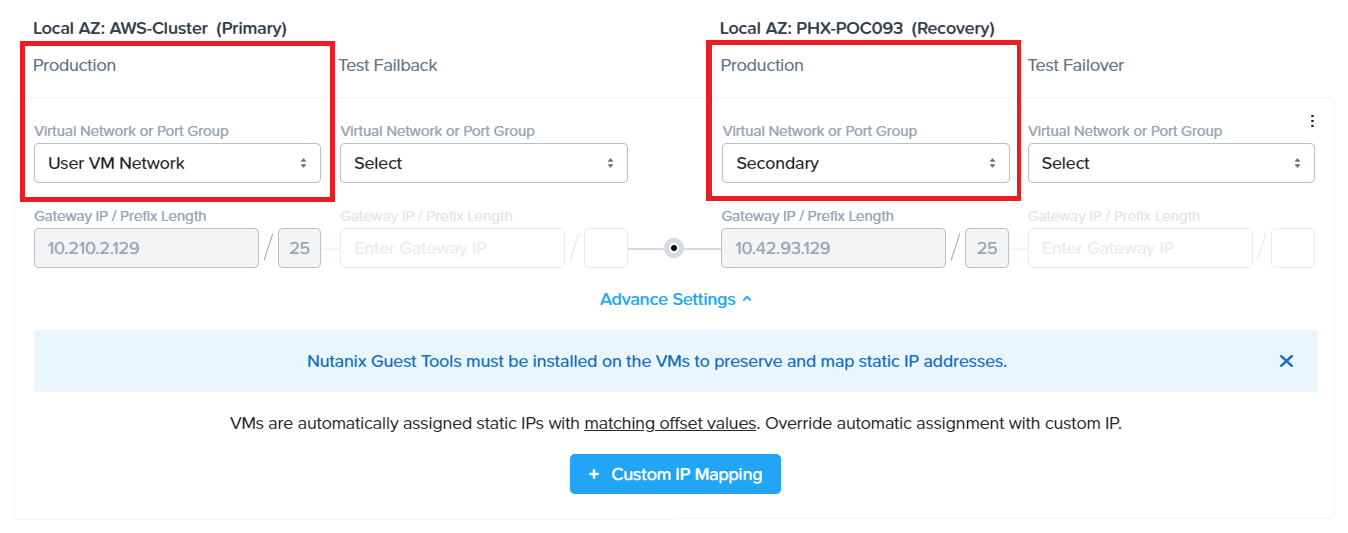 Local AZ: AWS-Cluster (Primary) Local AZ: PHX-POC093 (Recovery)
Production Test Failback Production Test Failover
Virtual Network or Port Group Virtual Network or Port Group Virtual Network or Port Group Virtual Network or Port Group
User VM Network Select Secondary Select
Gateway IP / Prefix Length Gateway IP / Prefix Length Gateway IP / Prefix Length Gateway IP / Prefix Length
10.210.2.129 / 25 Enter Gateway IP / 10.42.93.129 / 25 Enter Gateway IP /
Advance Settings
Nutanix Guest Tools must be installed on the VMs to preserve and map static IP addresses.
VMs are automatically assigned static IPs with matching offset values. Override automatic assignment with custom IP.
+ Custom IP Mapping